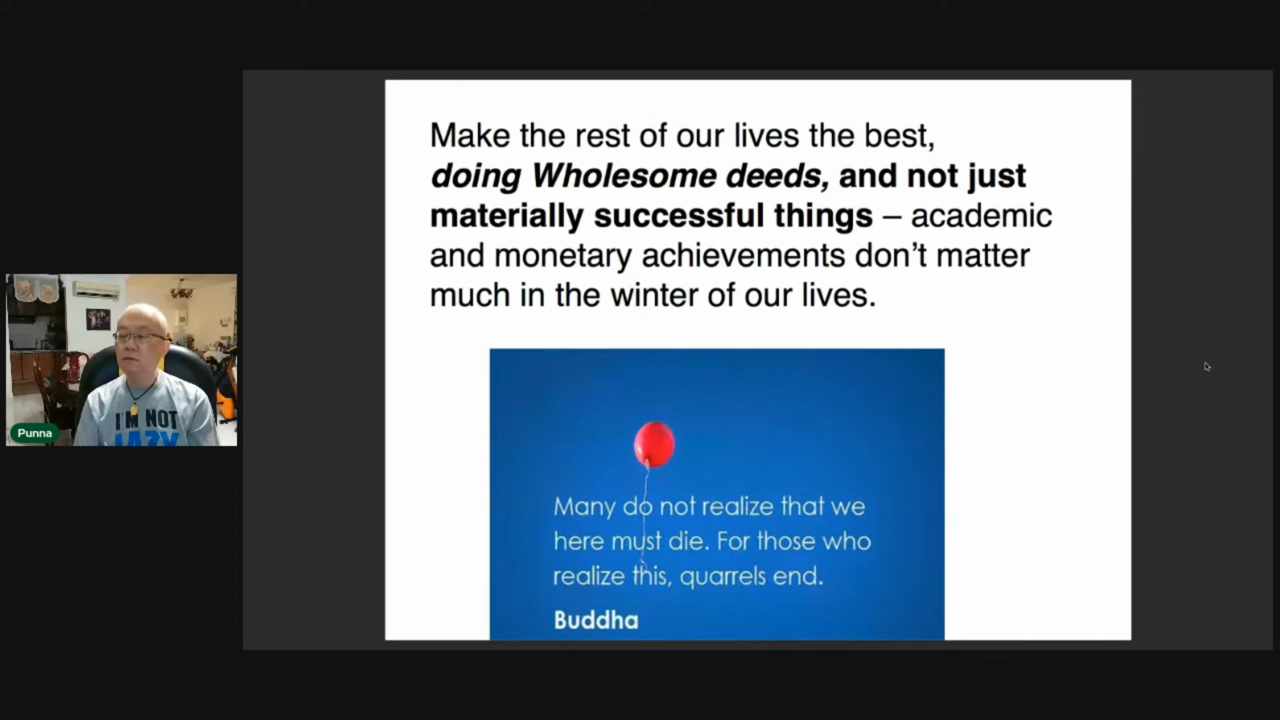 Make the rest of our lives the best,
doing Wholesome deeds, and not just
materially successful things – academic
and monetary achievements don’t matter
much in the winter of our lives.
Many do not realize that we
here must die. For those who
realize this, quarrels end.
Buddha
I'M NOT
LAZY
Punna